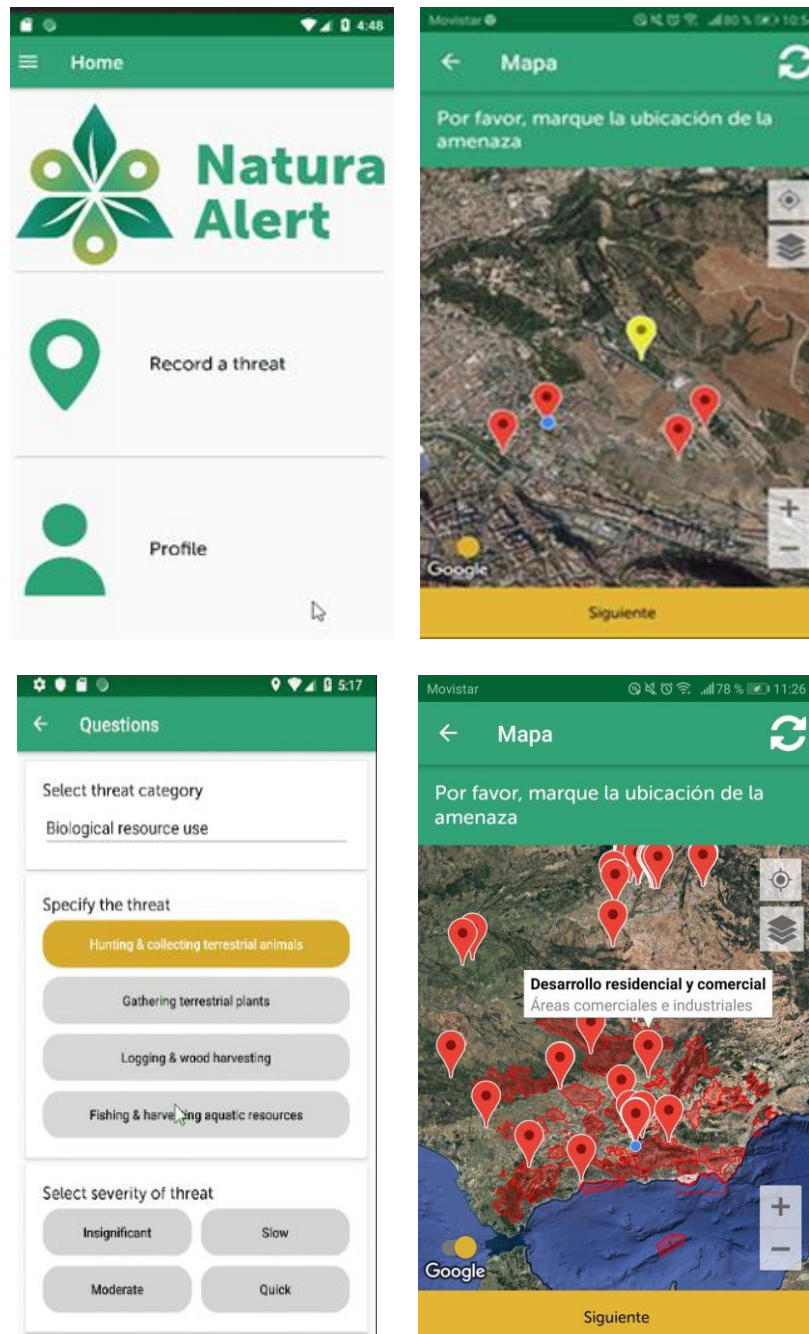 4:48
Home
Natura
Alert
Record a threat
Profile
Movistar
80 % 10:5
Mapa
Por favor, marque la ubicación de la
amenaza
Google
Siguiente
5:17
Questions
Select threat category
Biological resource use
Specify the threat
Hunting & collecting terrestrial animals
Gathering terrestrial plants
Logging & wood harvesting
Fishing & harvesting aquatic resources
Select severity of threat
Insignificant
Slow
Moderate
Quick
Movistar
78 % 11:26
Mapa
Por favor, marque la ubicación de la
amenaza
Desarrollo residencial y comercial
Áreas comerciales e industriales
Google
Siguiente